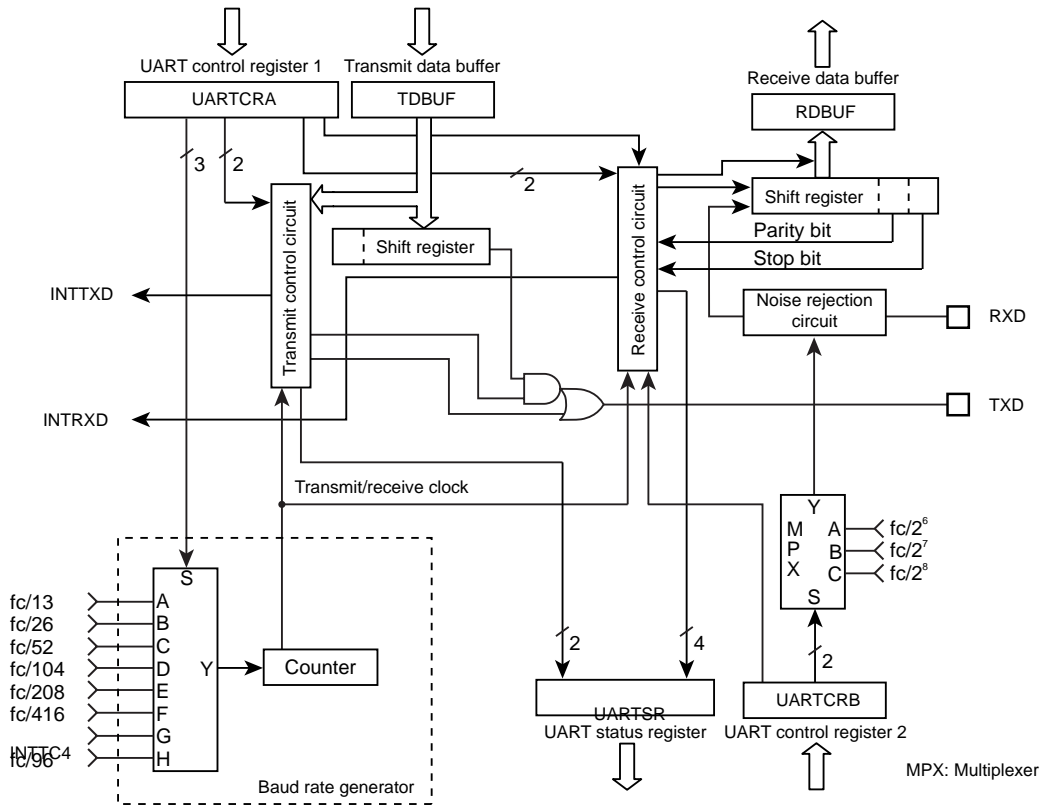 UART control register 1
Transmit data buffer
Receive data buffer
UARTCRA
TDBUF
RDBUF
3
2
2
Transmit control circuit
Receive control circuit
Shift register
Shift register
Parity bit
Stop bit
INTTXD
Noise rejection
circuit
RXD
INTRXD
TXD
Transmit/receive clock
Y
M
P
X
A
B
C
S
fc/2⁶
fc/2⁷
fc/2⁸
S
fc/13
fc/26
fc/52
fc/104
fc/208
fc/416
INTTC4
fc/96
A
B
C
D
E
F
G
H
Y
Counter
2
4
2
UARTSR
UART status register
UARTCRB
UART control register 2
Baud rate generator
MPX: Multiplexer